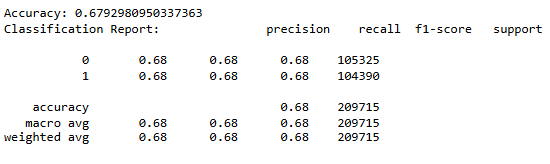 Accuracy: 0.6792980950337363
Classification Report:               precision    recall  f1-score   support
0       0.68      0.68      0.68    105325
1       0.68      0.68      0.68    104390
accuracy                           0.68    209715
macro avg       0.68      0.68      0.68    209715
weighted avg       0.68      0.68      0.68    209715